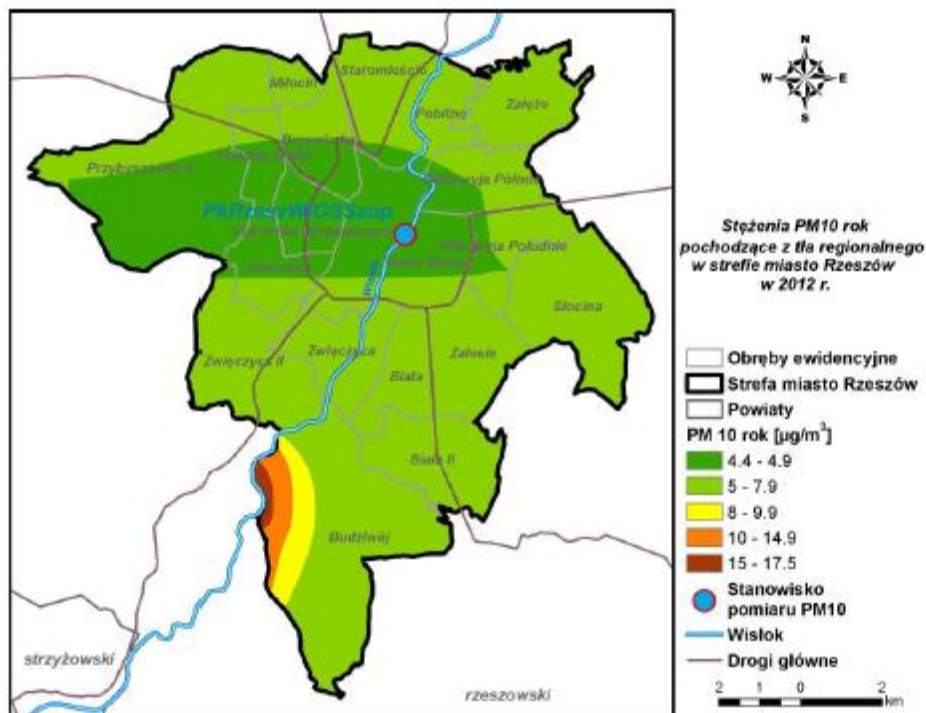 N
W E
S
Stężenia PM10 rok
pochodzące z tła regionalnego
w strefie miasto Rzeszów
w 2012 r.
Obręby ewidencyjne
Strefa miasto Rzeszów
Powiaty
PM 10 rok [µg/m³]
4.4 - 4.9
5 - 7.9
8 - 9.9
10 - 14.9
15 - 17.5
Stanowisko
pomiaru PM10
Wisłok
Drogi główne
2 1 0 2
km
Staromieście
Miłocin
Pobitno
Załęże
PkRzeszWIOSSzop
Słocina
Zwięczyca II
Zwięczyca
Zalesie
Biała
Biała II
Budziwój
strzyżowski
rzeszowski